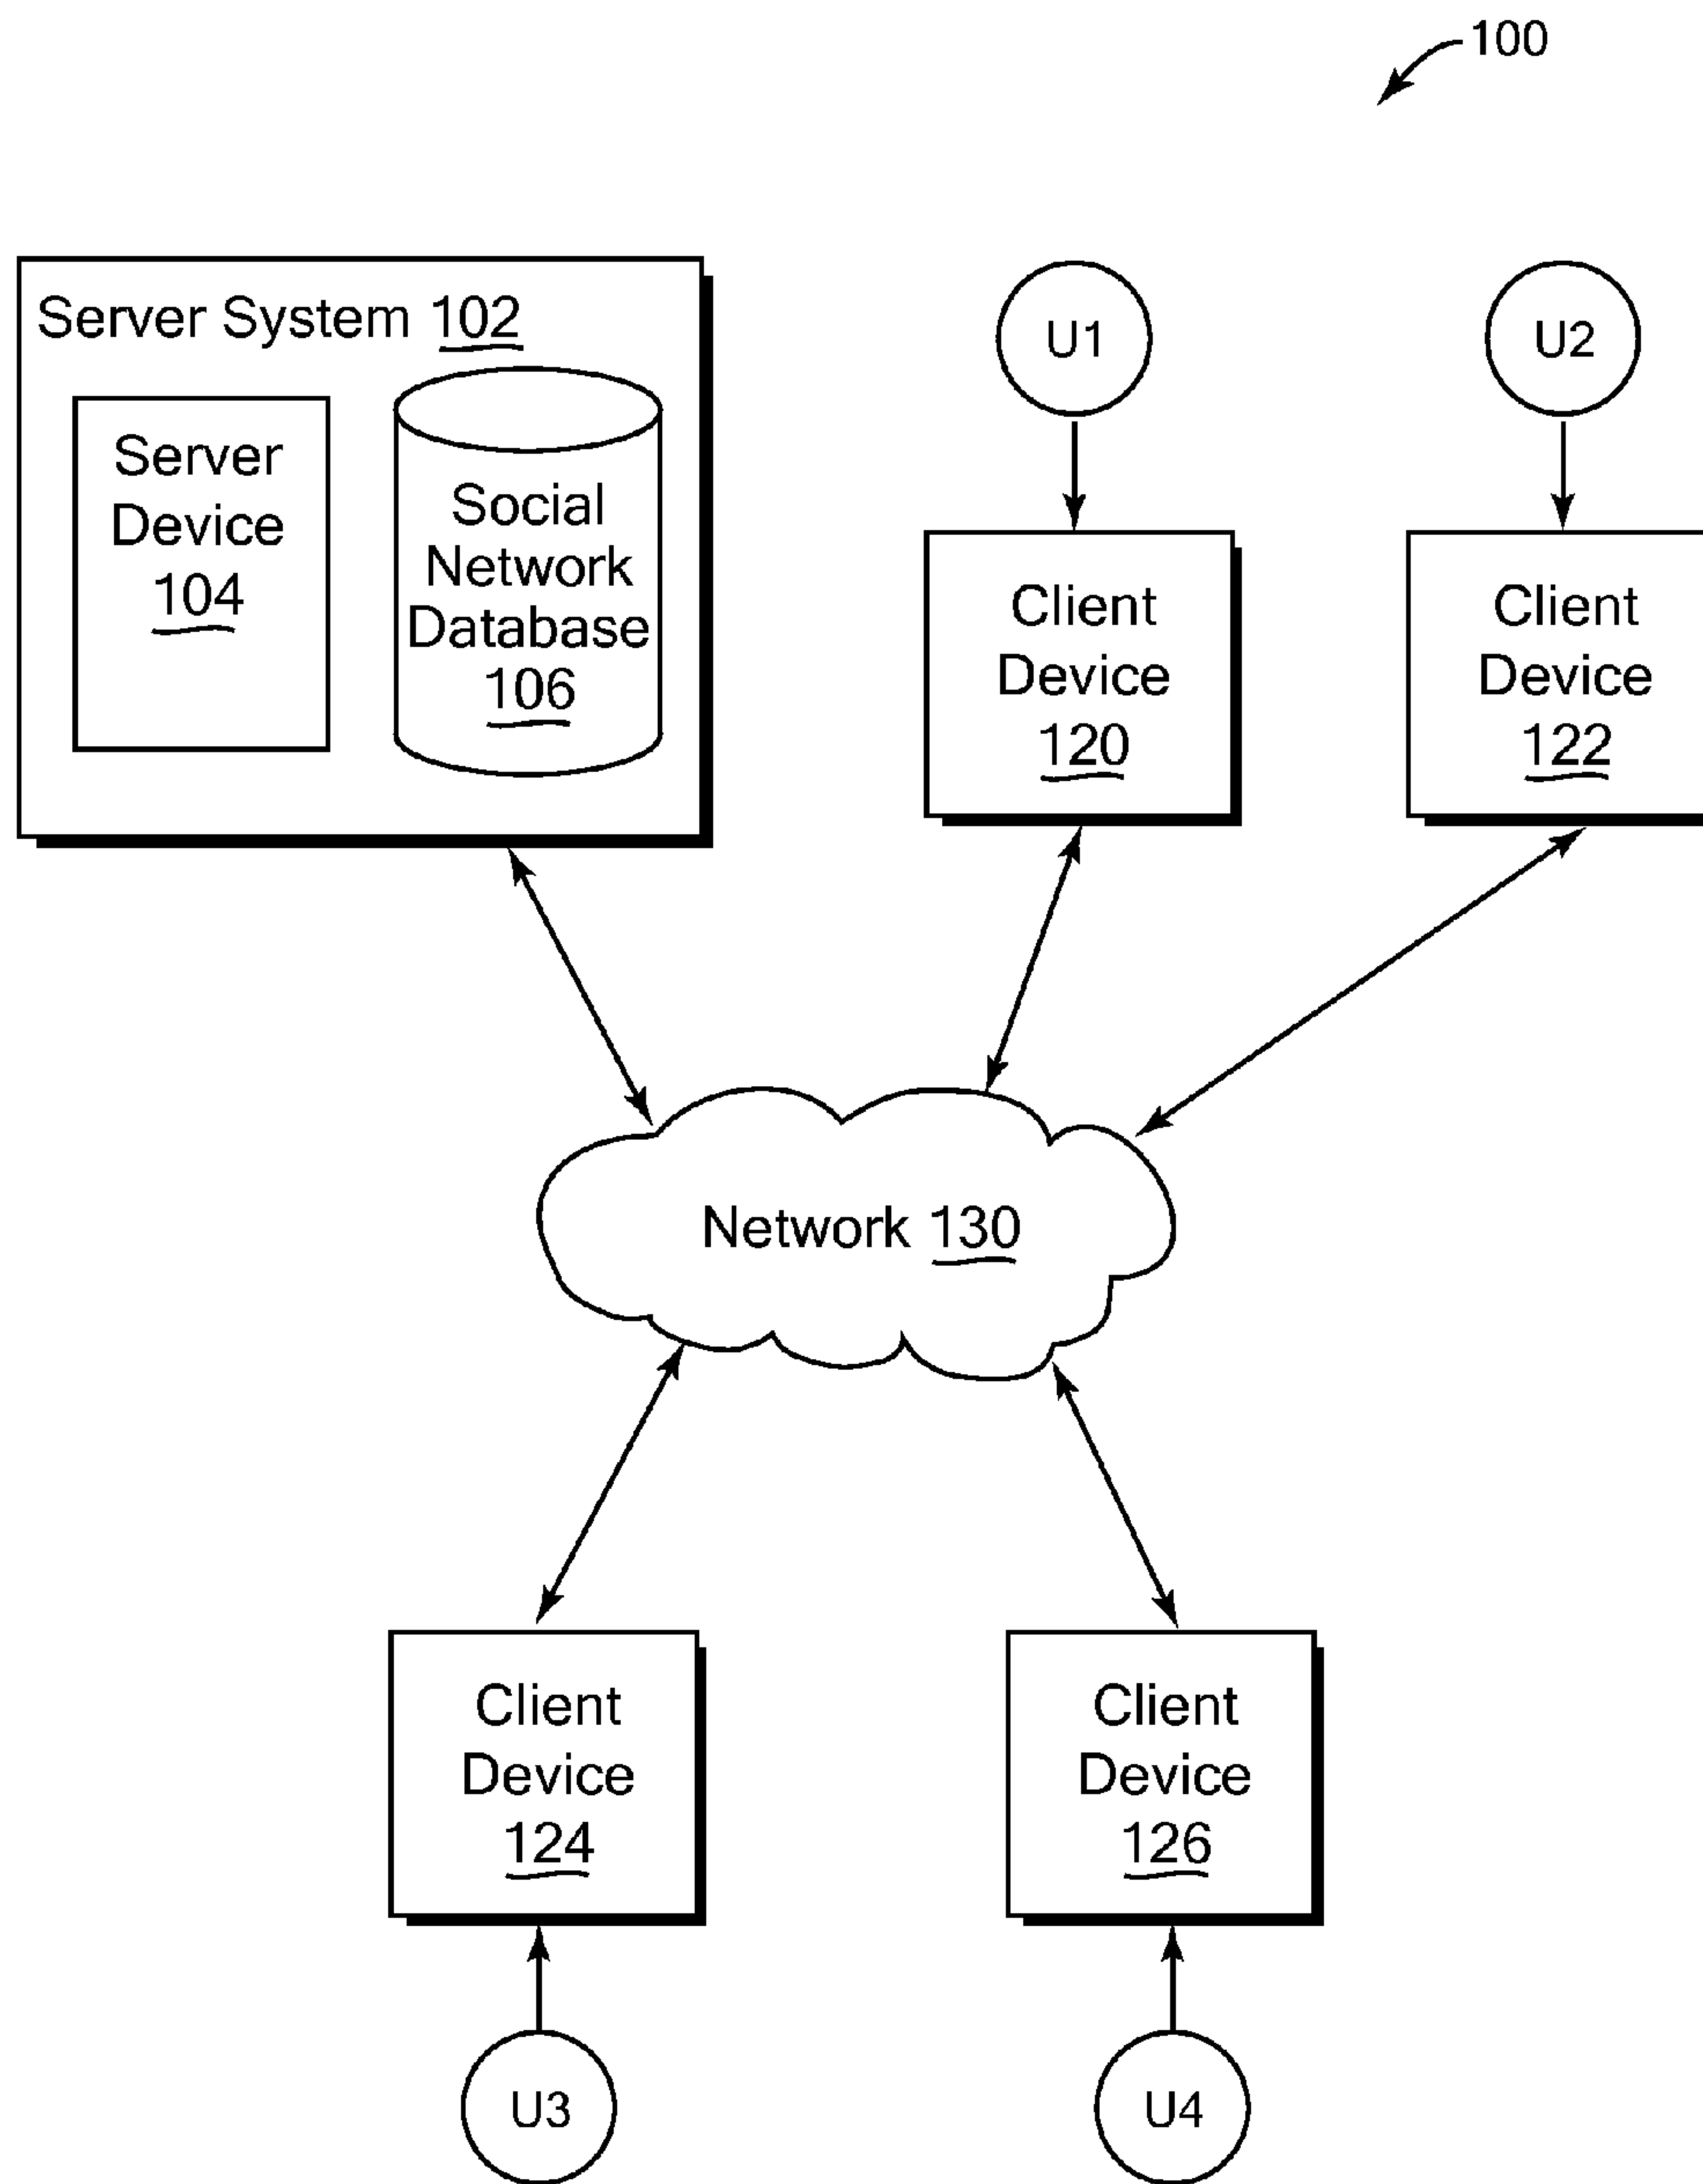 100
Server System 102
Server
Device
104
Social
Network
Database
106
U1
U2
Client
Device
120
Client
Device
122
Network 130
Client
Device
124
Client
Device
126
U3
U4